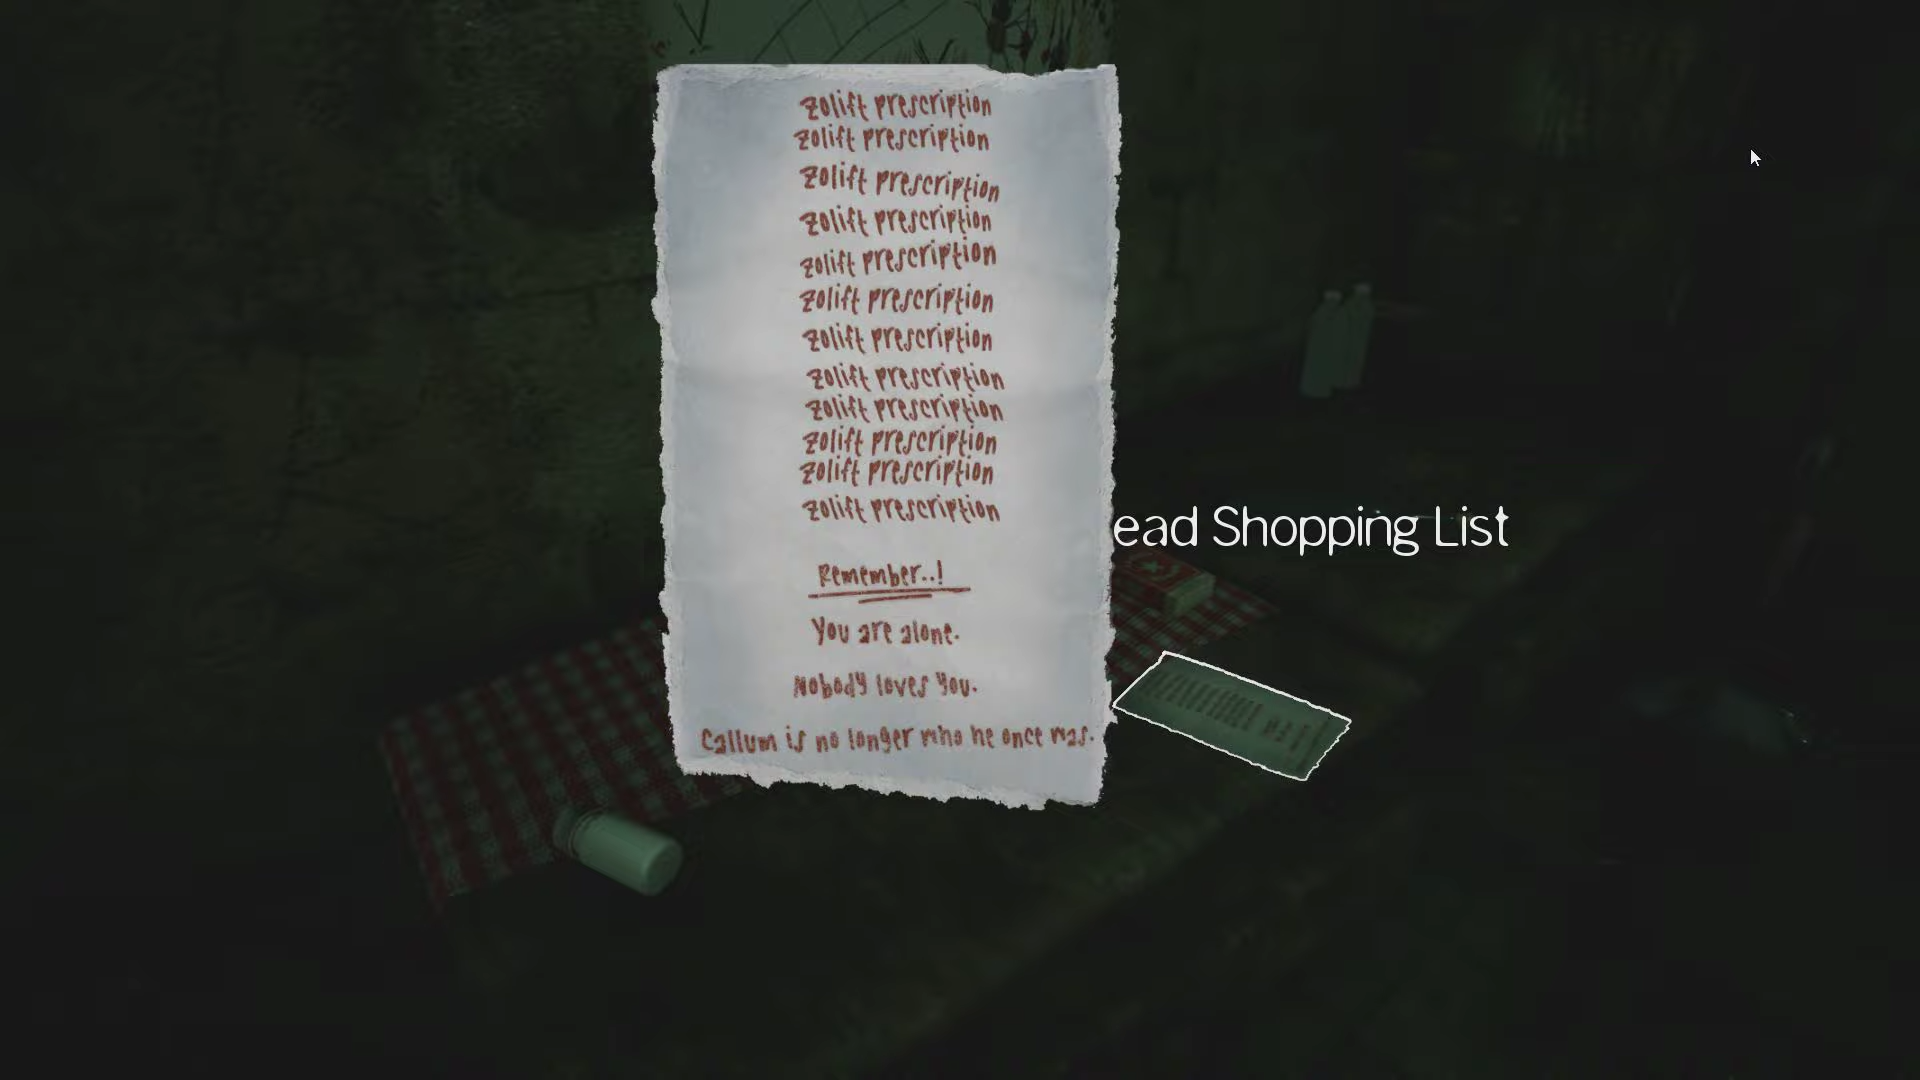 Zolift prescription
Zolift prescription
Zolift prescription
Zolift prescription
Zolift prescription
Zolift prescription
Zolift prescription
Zolift prescription
Zolift prescription
Zolift prescription
Zolift prescription
Zolift prescription
Remember..!
You are alone.
Nobody loves you.
Callum is no longer who he once was.
ead Shopping List